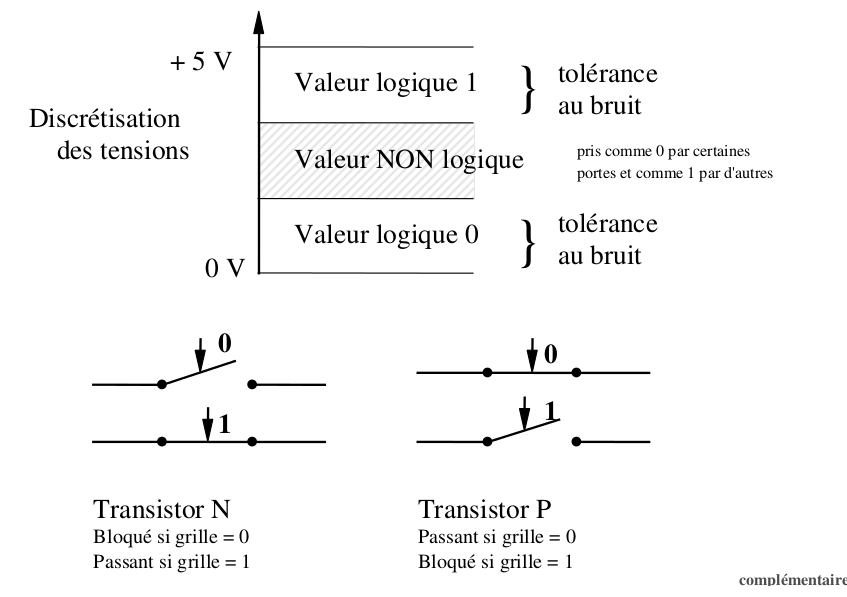 + 5 V
Valeur logique 1
tolérance
au bruit
Discrétisation
des tensions
Valeur NON logique
pris comme 0 par certaines
portes et comme 1 par d'autres
Valeur logique 0
tolérance
au bruit
0 V
0
0
1
1
Transistor N
Bloqué si grille = 0
Passant si grille = 1
Transistor P
Passant si grille = 0
Bloqué si grille = 1
complémentaire